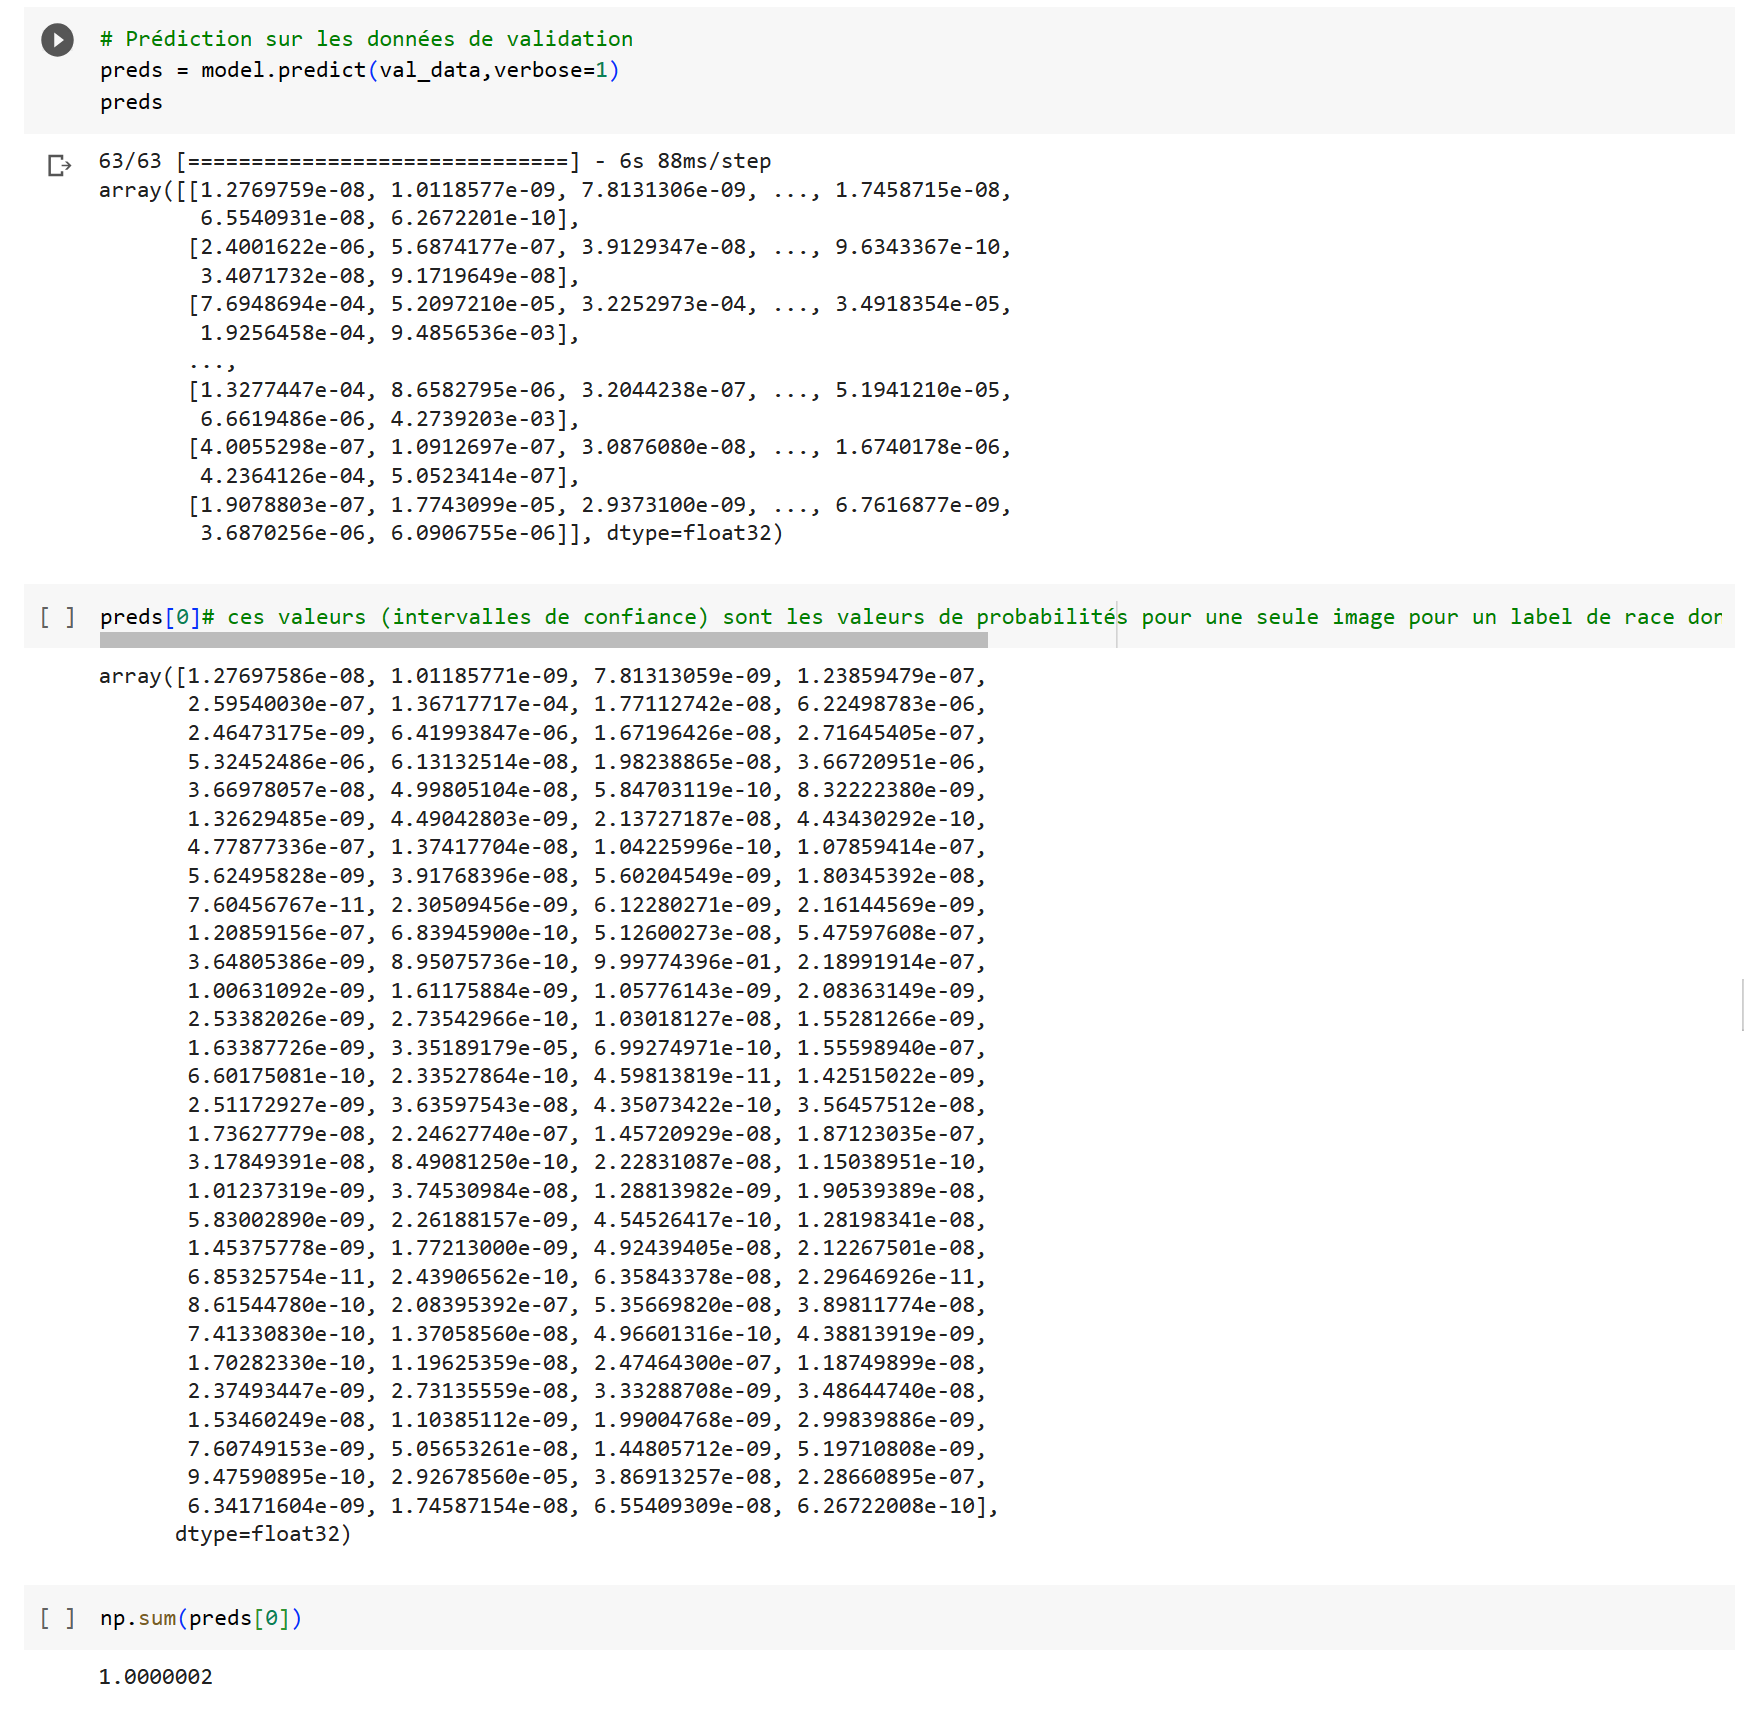 # Prédiction sur les données de validation
preds = model.predict(val_data,verbose=1)
preds
63/63 [==============================] - 6s 88ms/step
array([[1.2769759e-08, 1.0118577e-09, 7.8131306e-09, ..., 1.7458715e-08,
6.5540931e-08, 6.2672201e-10],
[2.4001622e-06, 5.6874177e-07, 3.9129347e-08, ..., 9.6343367e-10,
3.4071732e-08, 9.1719649e-08],
[7.6948694e-04, 5.2097210e-05, 3.2252973e-04, ..., 3.4918354e-05,
1.9256458e-04, 9.4856536e-03],
...,
[1.3277447e-04, 8.6582795e-06, 3.2044238e-07, ..., 5.1941210e-05,
6.6619486e-06, 4.2739203e-03],
[4.0055298e-07, 1.0912697e-07, 3.0876080e-08, ..., 1.6740178e-06,
4.2364126e-04, 5.0523414e-07],
[1.9078803e-07, 1.7743099e-05, 2.9373100e-09, ..., 6.7616877e-09,
3.6870256e-06, 6.0906755e-06]], dtype=float32)
[ ] preds[0]# ces valeurs (intervalles de confiance) sont les valeurs de probabilités pour une seule image pour un label de race dor
array([1.27697586e-08, 1.01185771e-09, 7.81313059e-09, 1.23859479e-07,
2.59540030e-07, 1.36717717e-04, 1.77112742e-08, 6.22498783e-06,
2.46473175e-09, 6.41993847e-06, 1.67196426e-08, 2.71645405e-07,
5.32452486e-06, 6.13132514e-08, 1.98238865e-08, 3.66720951e-06,
3.66978057e-08, 4.99805104e-08, 5.84703119e-10, 8.32222380e-09,
1.32629485e-09, 4.49042803e-09, 2.13727187e-08, 4.43430292e-10,
4.77877336e-07, 1.37417704e-08, 1.04225996e-10, 1.07859414e-07,
5.62495828e-09, 3.91768396e-08, 5.60204549e-09, 1.80345392e-08,
7.60456767e-11, 2.30509456e-09, 6.12280271e-09, 2.16144569e-09,
1.20859156e-07, 6.83945900e-10, 5.12600273e-08, 5.47597608e-07,
3.64805386e-09, 8.95075736e-10, 9.99774396e-01, 2.18991914e-07,
1.00631092e-09, 1.61175884e-09, 1.05776143e-09, 2.08363149e-09,
2.53382026e-09, 2.73542966e-10, 1.03018127e-08, 1.55281266e-09,
1.63387726e-09, 3.35189179e-05, 6.99274971e-10, 1.55598940e-07,
6.60175081e-10, 2.33527864e-10, 4.59813819e-11, 1.42515022e-09,
2.51172927e-09, 3.63597543e-08, 4.35073422e-10, 3.56457512e-08,
1.73627779e-08, 2.24627740e-07, 1.45720929e-08, 1.87123035e-07,
3.17849391e-08, 8.49081250e-10, 2.22831087e-08, 1.15038951e-10,
1.01237319e-09, 3.74530984e-08, 1.28813982e-09, 1.90539389e-08,
5.83002890e-09, 2.26188157e-09, 4.54526417e-10, 1.28198341e-08,
1.45375778e-09, 1.77213000e-09, 4.92439405e-08, 2.12267501e-08,
6.85325754e-11, 2.43906562e-10, 6.35843378e-08, 2.29646926e-11,
8.61544780e-10, 2.08395392e-07, 5.35669820e-08, 3.89811774e-08,
7.41330830e-10, 1.37058560e-08, 4.96601316e-10, 4.38813919e-09,
1.70282330e-10, 1.19625359e-08, 2.47464300e-07, 1.18749899e-08,
2.37493447e-09, 2.73135559e-08, 3.33288708e-09, 3.48644740e-08,
1.53460249e-08, 1.10385112e-09, 1.99004768e-09, 2.99839886e-09,
7.60749153e-09, 5.05653261e-08, 1.44805712e-09, 5.19710808e-09,
9.47590895e-10, 2.92678560e-05, 3.86913257e-08, 2.28660895e-07,
6.34171604e-09, 1.74587154e-08, 6.55409309e-08, 6.26722008e-10],
dtype=float32)
[ ] np.sum(preds[0])
1.0000002